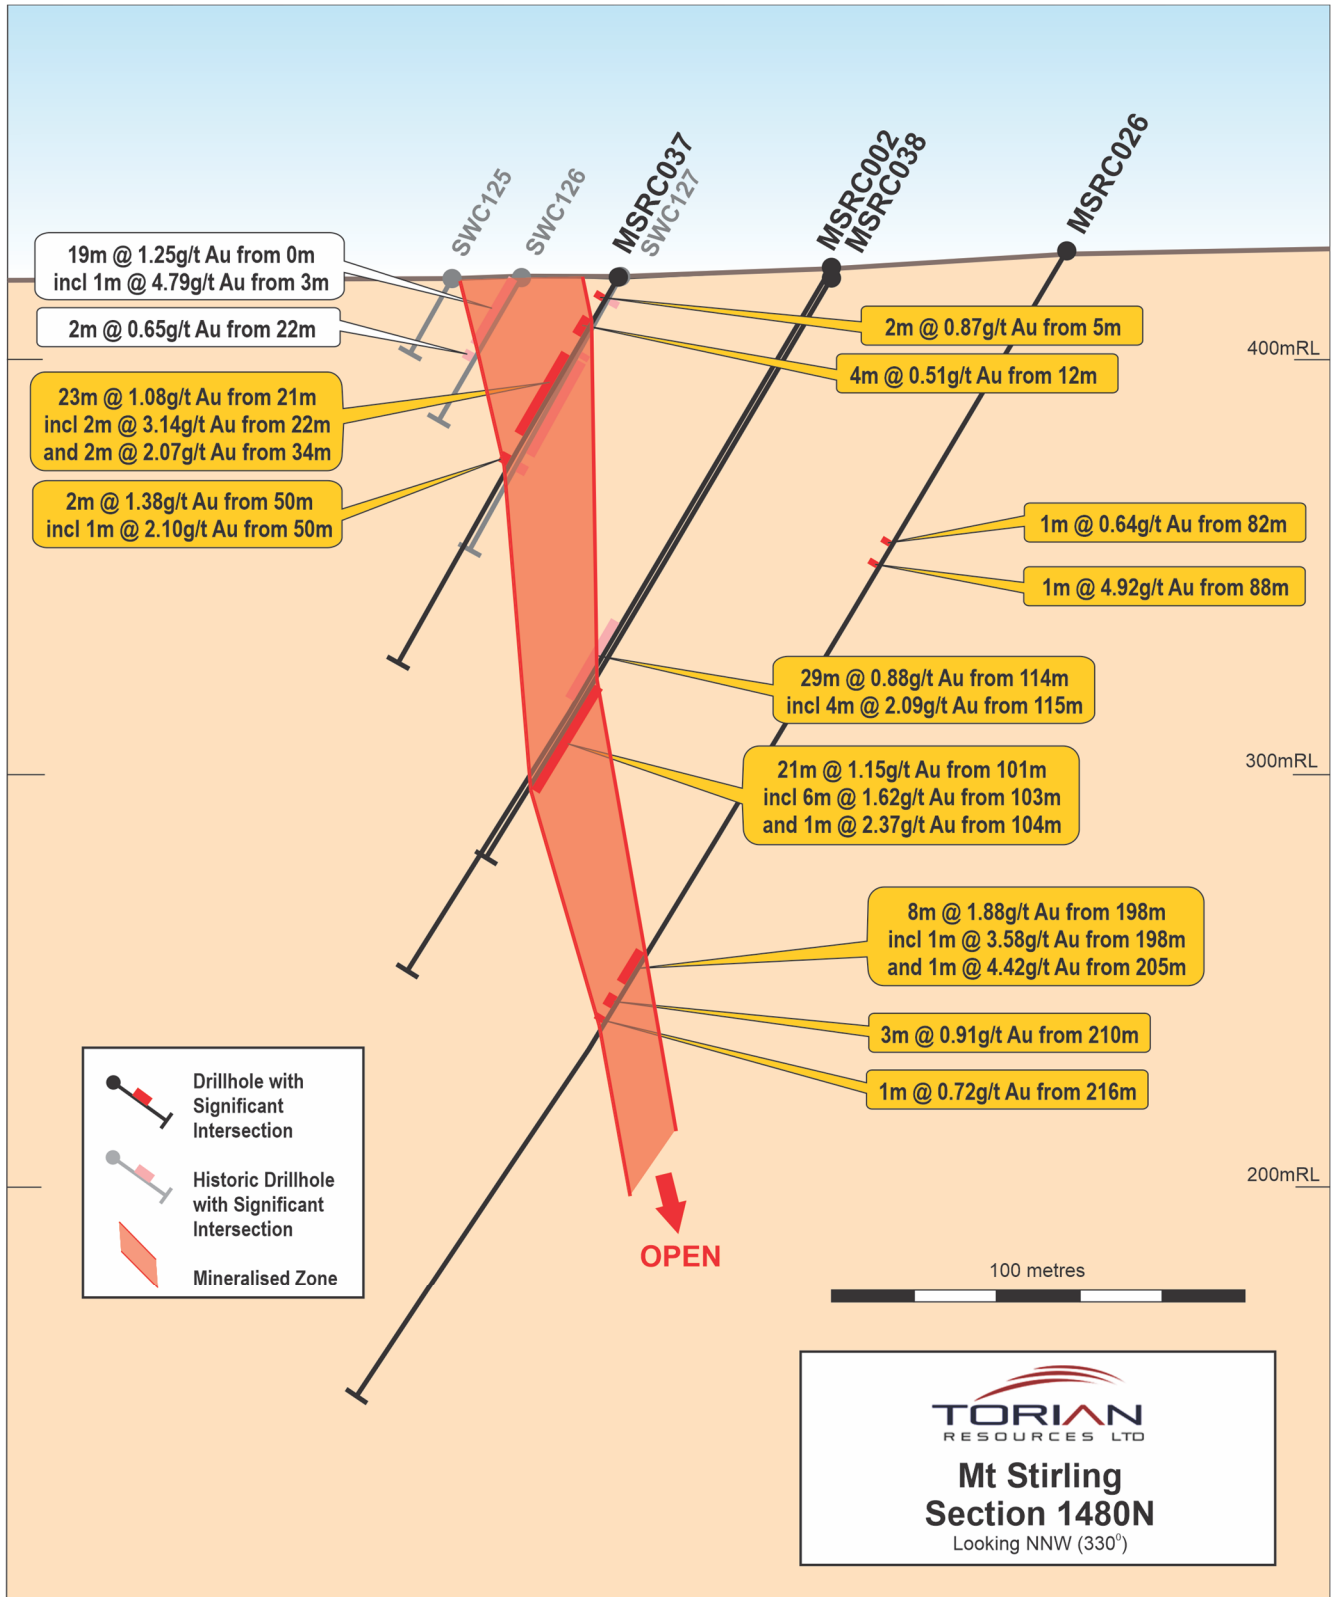 SWC125
SWC126
MSRC037
SWC127
MSRC002
MSRC038
MSRC026
19m @ 1.25g/t Au from 0m
incl 1m @ 4.79g/t Au from 3m
2m @ 0.65g/t Au from 22m
23m @ 1.08g/t Au from 21m
incl 2m @ 3.14g/t Au from 22m
and 2m @ 2.07g/t Au from 34m
2m @ 1.38g/t Au from 50m
incl 1m @ 2.10g/t Au from 50m
2m @ 0.87g/t Au from 5m
4m @ 0.51g/t Au from 12m
400mRL
1m @ 0.64g/t Au from 82m
1m @ 4.92g/t Au from 88m
29m @ 0.88g/t Au from 114m
incl 4m @ 2.09g/t Au from 115m
300mRL
21m @ 1.15g/t Au from 101m
incl 6m @ 1.62g/t Au from 103m
and 1m @ 2.37g/t Au from 104m
8m @ 1.88g/t Au from 198m
incl 1m @ 3.58g/t Au from 198m
and 1m @ 4.42g/t Au from 205m
3m @ 0.91g/t Au from 210m
1m @ 0.72g/t Au from 216m
200mRL
OPEN
Drillhole with
Significant
Intersection
Historic Drillhole
with Significant
Intersection
Mineralised Zone
100 metres
TORIAN
RESOURCES LTD
Mt Stirling
Section 1480N
Looking NNW (330⁰)